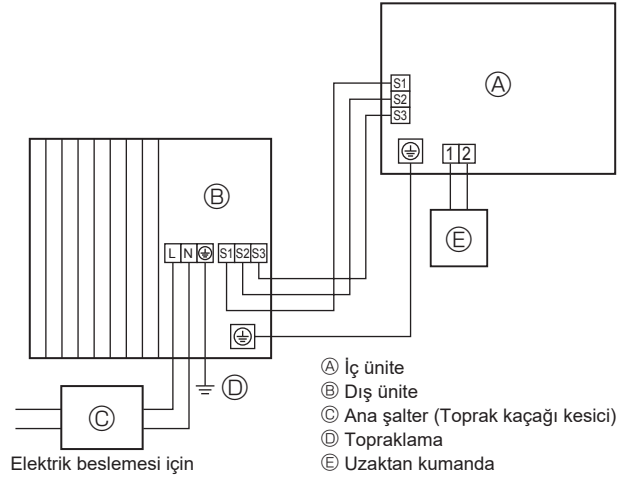 S1
S2
S3
Ⓐ
1 2
Ⓑ
Ⓔ
L N S1 S2 S3
Ⓓ
Ⓒ
Elektrik beslemesi için
Ⓐ İç ünite
Ⓑ Dış ünite
Ⓒ Ana şalter (Toprak kaçağı kesici)
Ⓓ Topraklama
Ⓔ Uzaktan kumanda